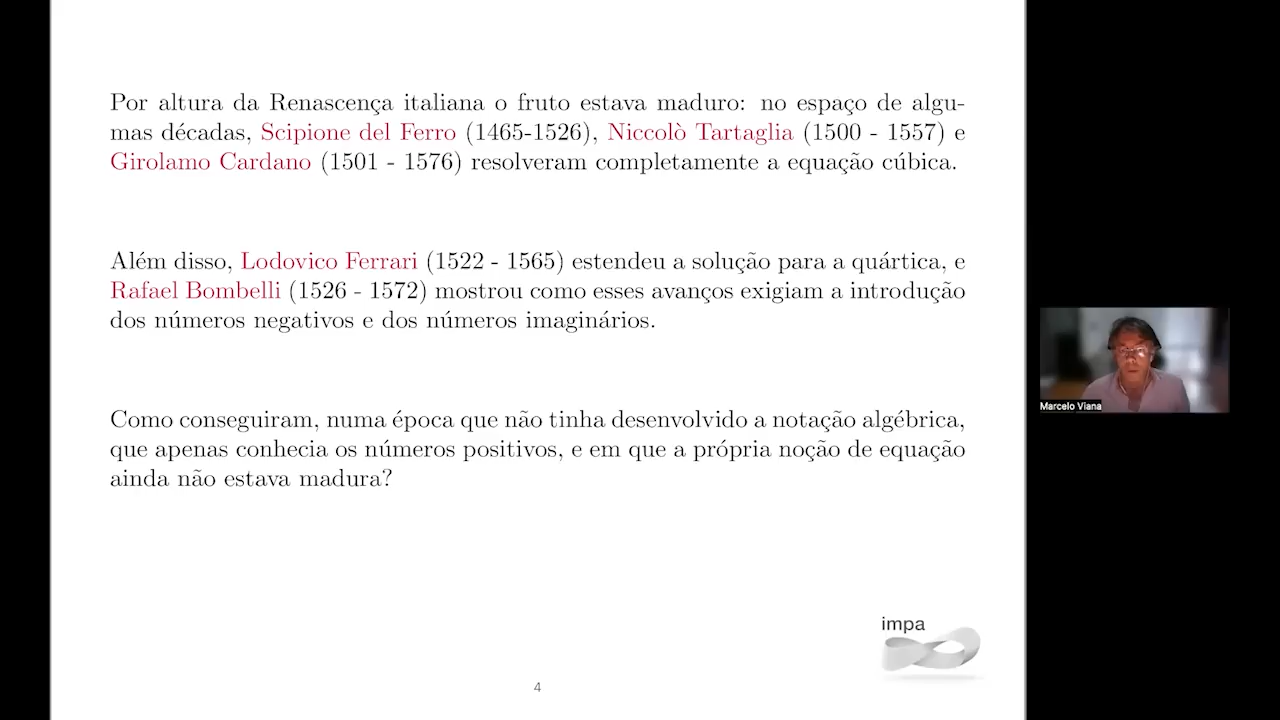 Por altura da Renascença italiana o fruto estava maduro: no espaço de algu-
mas décadas, Scipione del Ferro (1465-1526), Niccolò Tartaglia (1500 - 1557) e
Girolamo Cardano (1501 - 1576) resolveram completamente a equação cúbica.
Além disso, Lodovico Ferrari (1522 - 1565) estendeu a solução para a quártica, e
Rafael Bombelli (1526 - 1572) mostrou como esses avanços exigiam a introdução
dos números negativos e dos números imaginários.
Como conseguiram, numa época que não tinha desenvolvido a notação algébrica,
que apenas conhecia os números positivos, e em que a própria noção de equação
ainda não estava madura?
impa
4
Marcelo Viana